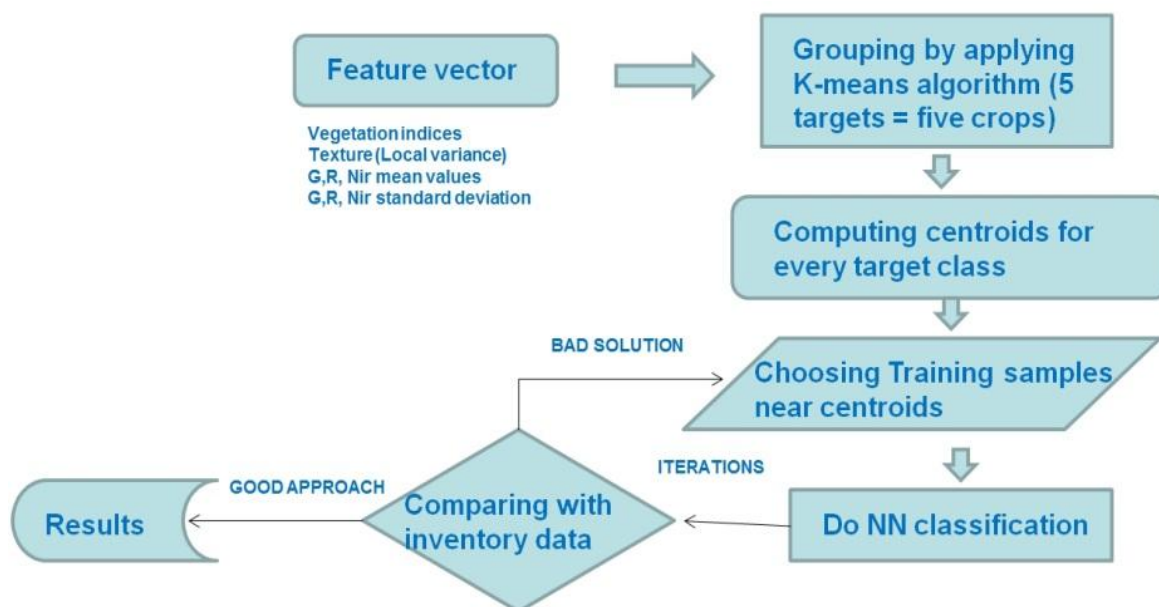 Feature vector
Vegetation indices
Texture (Local variance)
G,R, Nir mean values
G,R, Nir standard deviation
Grouping by applying
K-means algorithm (5
targets = five crops)
Computing centroids for
every target class
BAD SOLUTION
Choosing Training samples
near centroids
ITERATIONS
Do NN classification
Comparing with
inventory data
GOOD APPROACH
Results